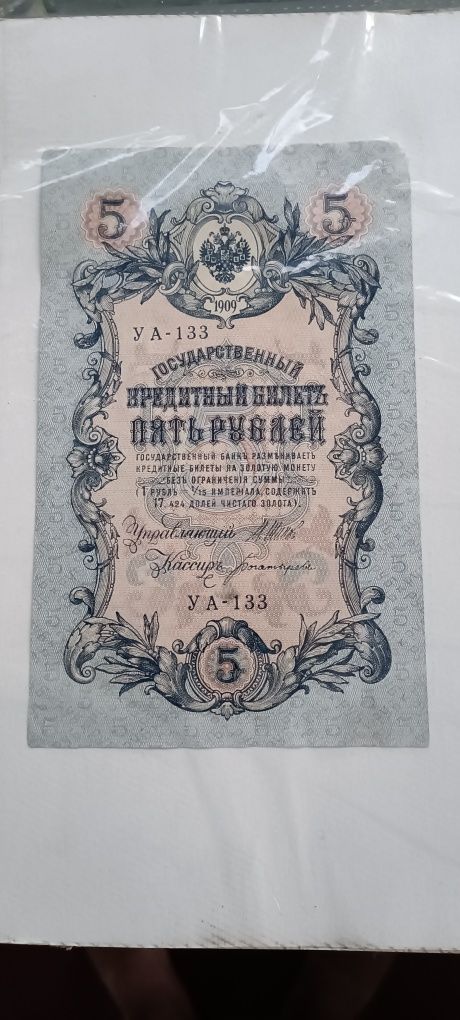 5 5
1909
УА-133
ГОСУДАРСТВЕННЫЙ
КРЕДИТНЫЙ БИЛЕТЪ
ПЯТЬ РУБЛЕЙ
ГОСУДАРСТВЕННЫЙ БАНКЪ РАЗМѢНИВАЕТЪ
КРЕДИТНЫЕ БИЛЕТЫ НА ЗОЛОТУЮ МОНЕТУ
БЕЗЪ ОГРАНИЧЕНІЯ СУММЫ
(1 РУБЛЬ = 1/15 ИМПЕРІАЛА, СОДЕРЖИТЪ
17,424 ДОЛЕЙ ЧИСТАГО ЗОЛОТА).
Управляющій
Кассиръ
УА-133
5